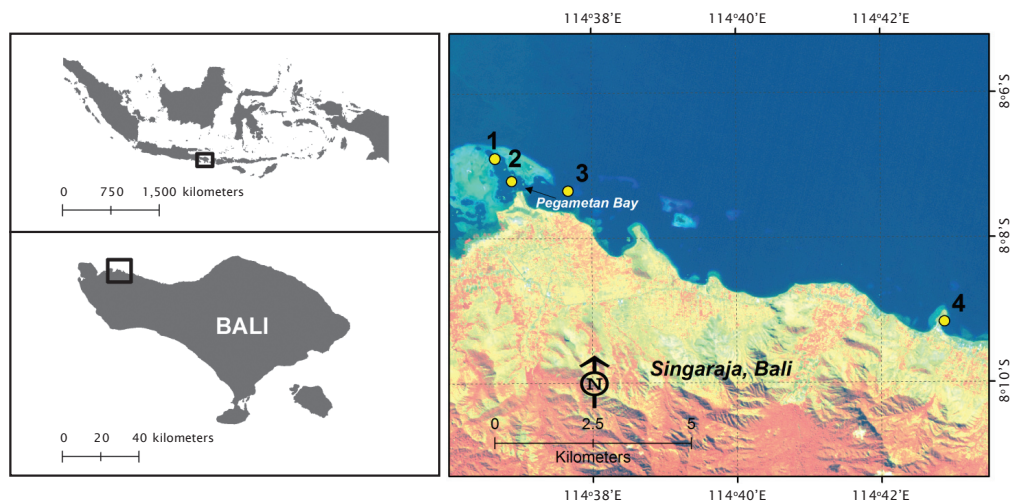 0 750 1,500 kilometers
BALI
0 20 40 kilometers
114°38'E 114°40'E 114°42'E
8°6'S
1
2
3
Pegametan Bay
8°8'S
4
Singaraja, Bali
N
8°10'S
0 2.5 5
Kilometers
114°38'E 114°40'E 114°42'E